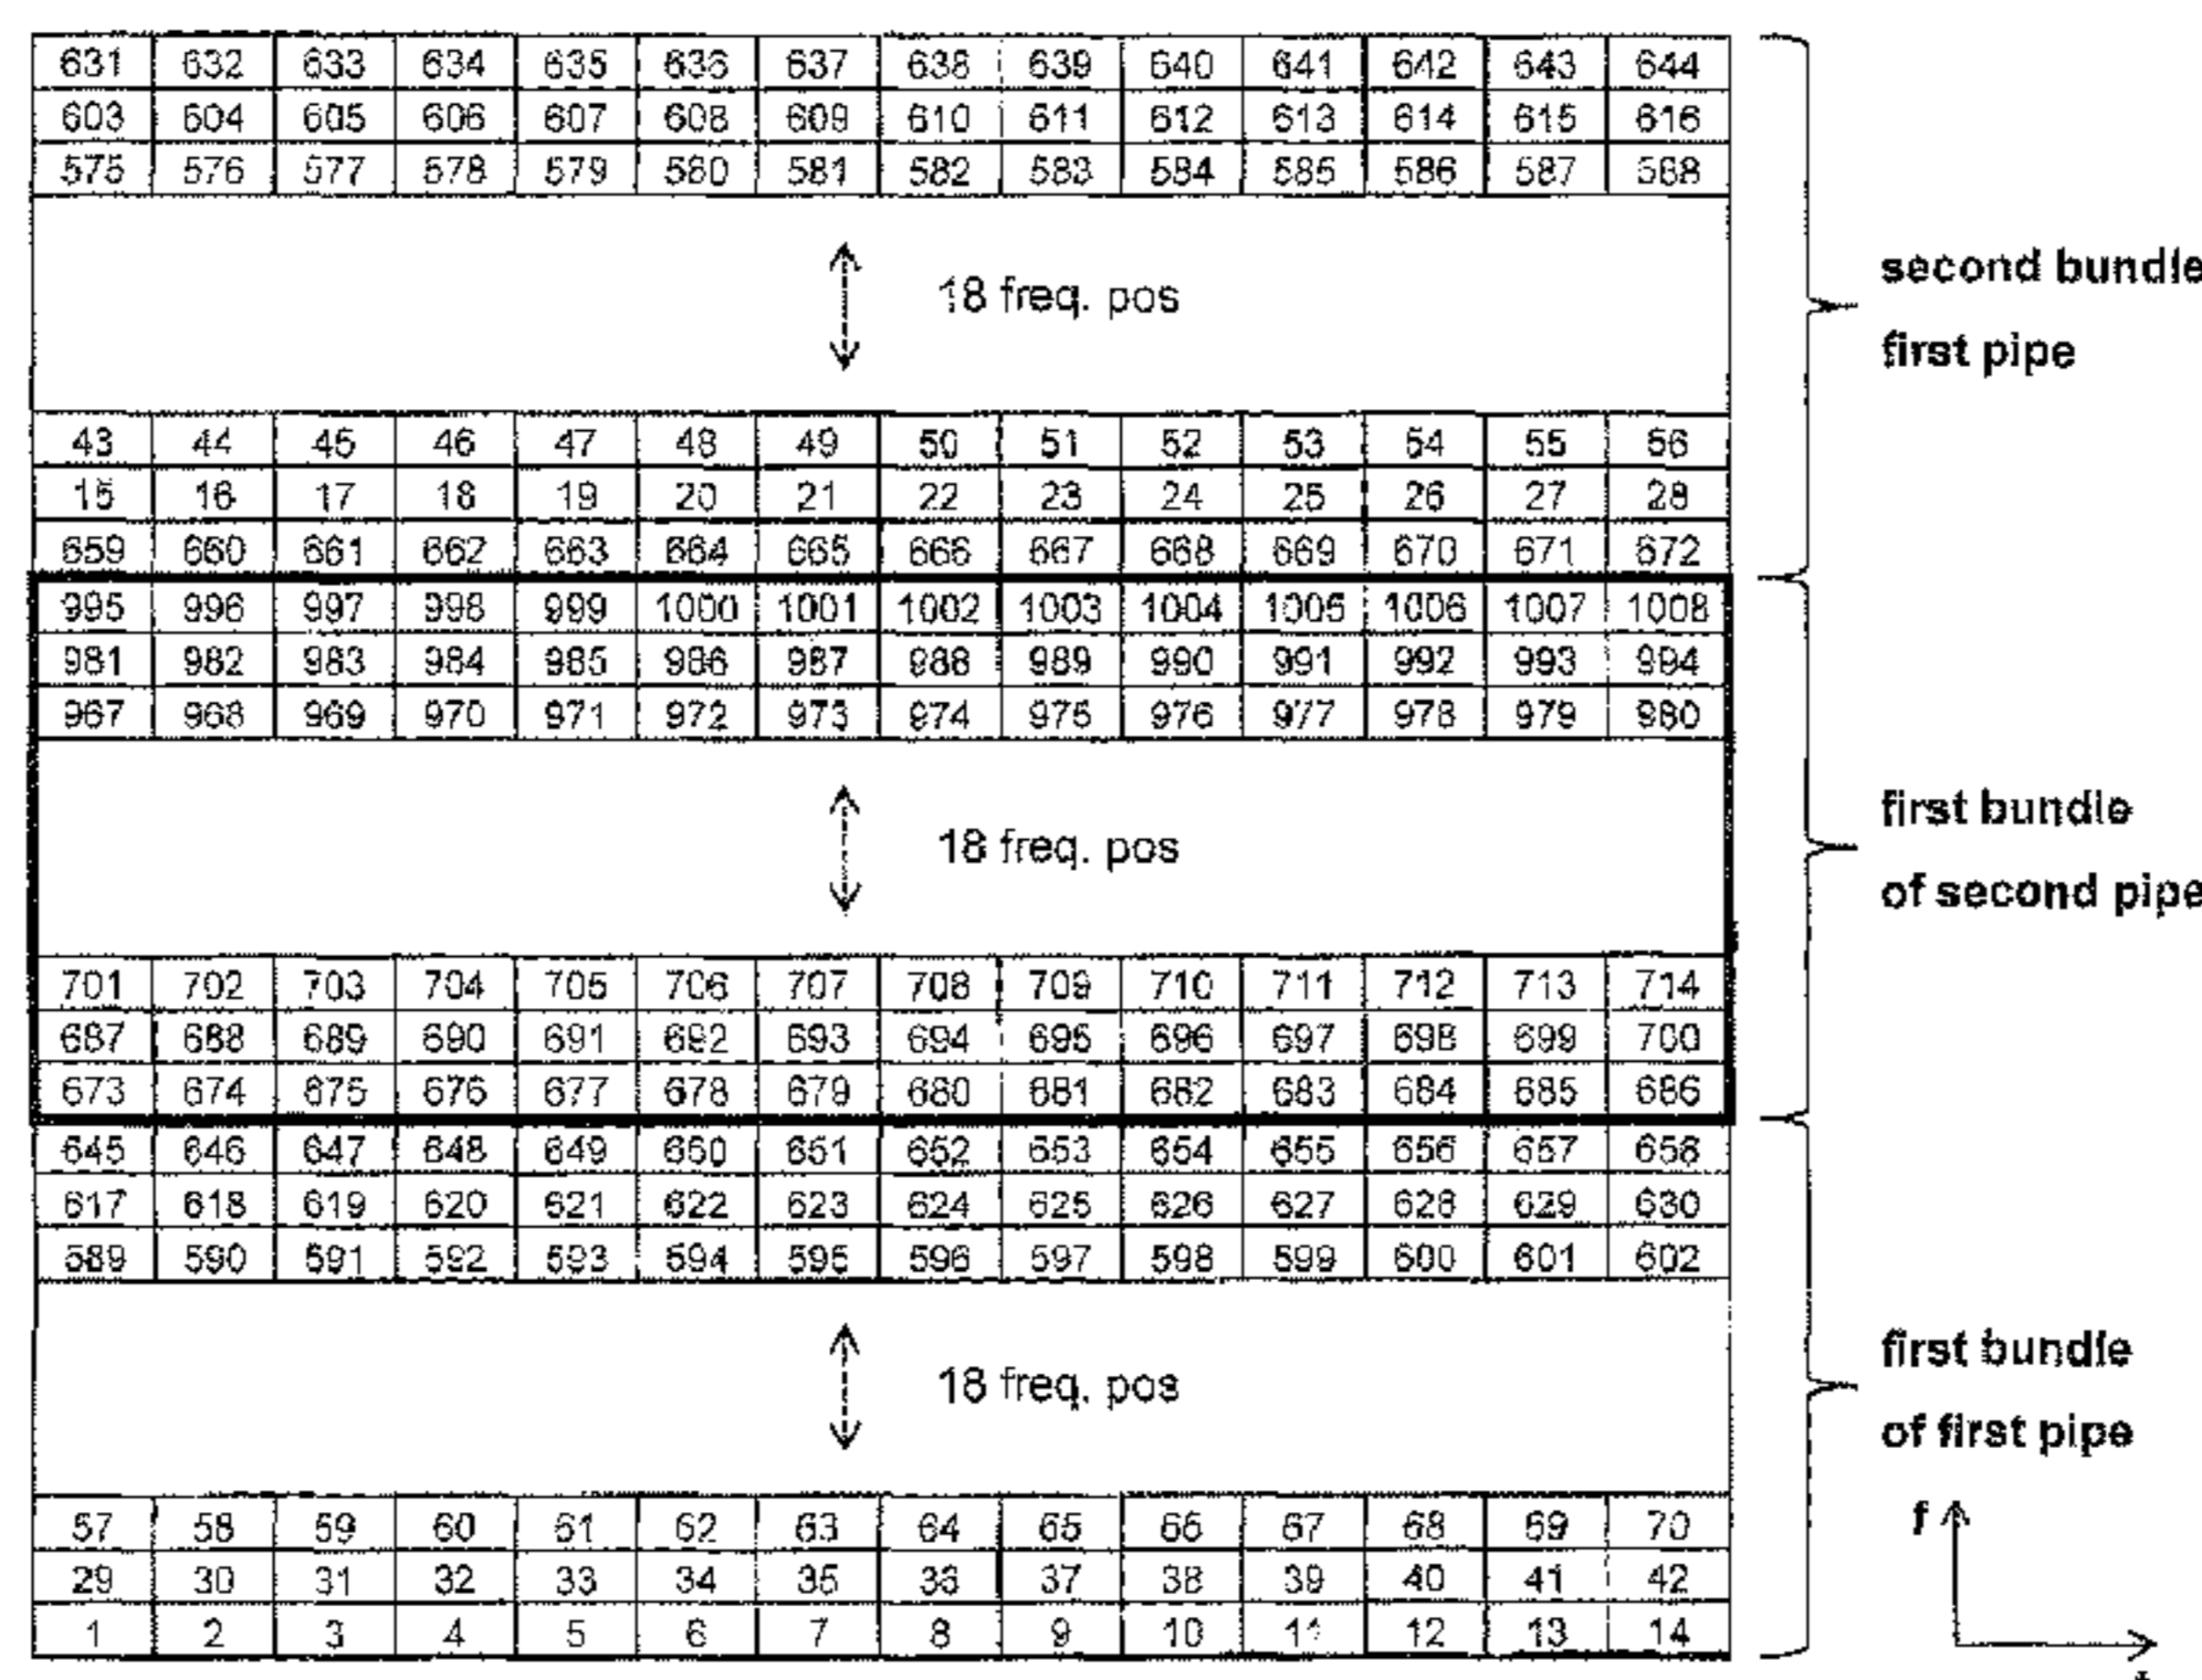 631 632 633 634 635 636 637 638 639 640 641 642 643 644
603 604 605 606 607 608 609 610 611 612 613 614 615 616
575 576 577 578 579 580 581 582 583 584 585 586 587 588
18 freq. pos
second bundle
first pipe
43 44 45 46 47 48 49 50 51 52 53 54 55 56
15 16 17 18 19 20 21 22 23 24 25 26 27 28
659 660 661 662 663 664 665 666 667 668 669 670 671 672
995 996 997 998 999 1000 1001 1002 1003 1004 1005 1006 1007 1008
981 982 983 984 985 986 987 988 989 990 991 992 993 994
967 968 969 970 971 972 973 974 975 976 977 978 979 980
18 freq. pos
first bundle
of second pipe
701 702 703 704 705 706 707 708 709 710 711 712 713 714
687 688 689 690 691 692 693 694 695 696 697 698 699 700
673 674 675 676 677 678 679 680 681 682 683 684 685 686
645 646 647 648 649 650 651 652 653 654 655 656 657 658
617 618 619 620 621 622 623 624 625 626 627 628 629 630
589 590 591 592 593 594 595 596 597 598 599 600 601 602
18 freq. pos
first bundle
of first pipe
57 58 59 60 61 62 63 64 65 66 67 68 69 70
f
29 30 31 32 33 34 35 36 37 38 39 40 41 42
1 2 3 4 5 6 7 8 9 10 11 12 13 14